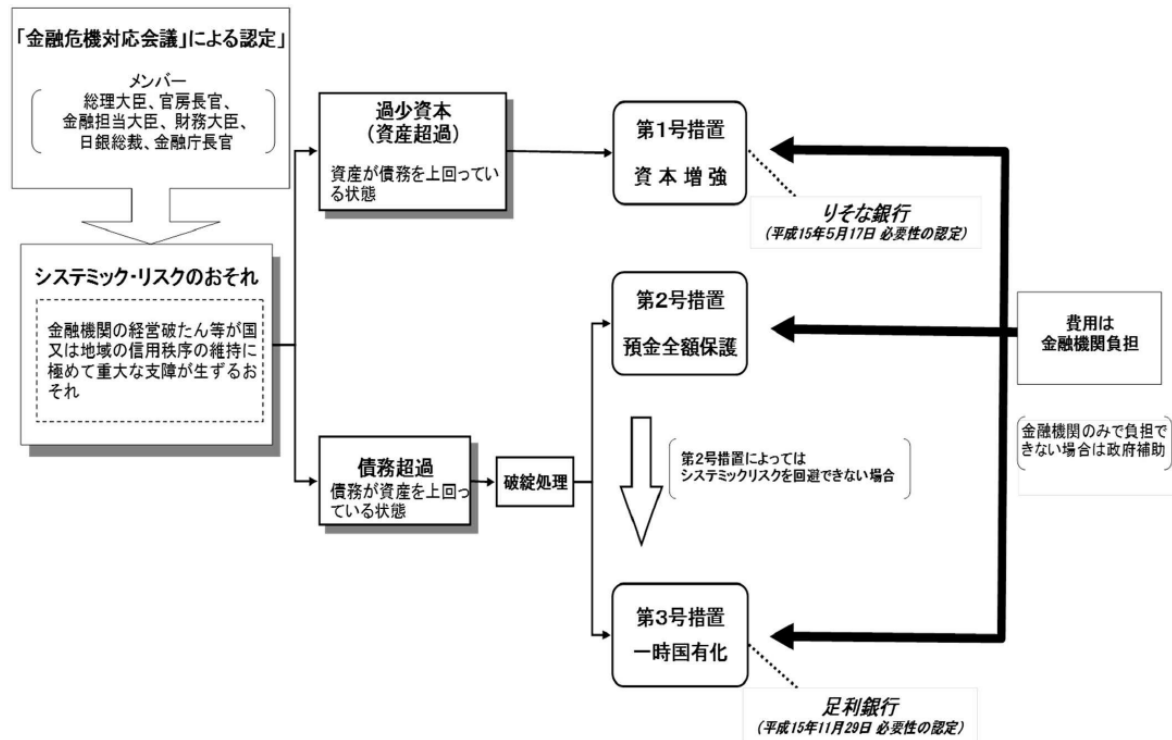 「金融危機対応会議」による認定」
メンバー
総理大臣、官房長官、
金融担当大臣、財務大臣、
日銀総裁、金融庁長官
システミック・リスクのおそれ
金融機関の経営破たん等が国
又は地域の信用秩序の維持に
極めて重大な支障が生ずるお
それ
過少資本
(資産超過)
資産が債務を上回ってい
る状態
第1号措置
資本増強
りそな銀行
(平成15年5月17日 必要性の認定)
第2号措置
預金全額保護
費用は
金融機関負担
金融機関のみで負担で
きない場合は政府補助
債務超過
債務が資産を上回っ
ている状態
破綻処理
第2号措置によっては
システミックリスクを回避できない場合
第3号措置
一時国有化
足利銀行
(平成15年11月29日 必要性の認定)